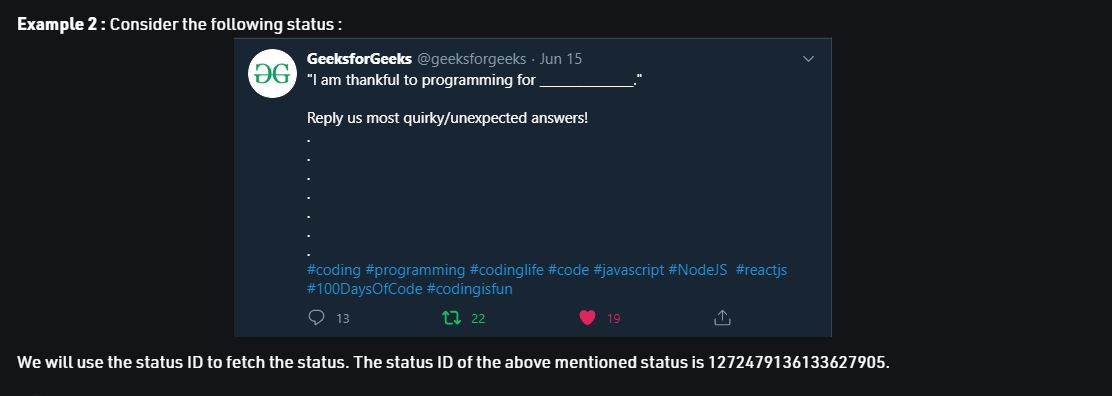 Example 2 : Consider the following status :
GeeksforGeeks @geeksforgeeks · Jun 15
"I am thankful to programming for _____________."
Reply us most quirky/unexpected answers!
.
.
.
.
.
.
.
#coding #programming #codinglife #code #javascript #NodeJS #reactjs
#100DaysOfCode #codingisfun
13 22 19
We will use the status ID to fetch the status. The status ID of the above mentioned status is 1272479136133627905.